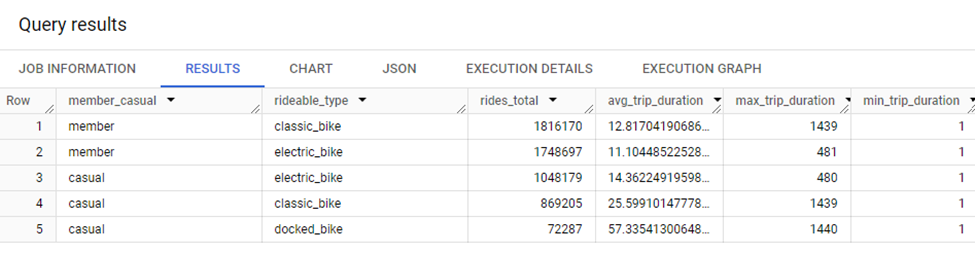 Query results
JOB INFORMATION RESULTS CHART JSON EXECUTION DETAILS EXECUTION GRAPH
Row member_casual rideable_type rides_total avg_trip_duration max_trip_duration min_trip_duration
1 member classic_bike 1816170 12.81704190686... 1439 1
2 member electric_bike 1748697 11.10448522528... 481 1
3 casual electric_bike 1048179 14.36224919598... 480 1
4 casual classic_bike 869205 25.59910147778... 1439 1
5 casual docked_bike 72287 57.33541300648... 1440 1